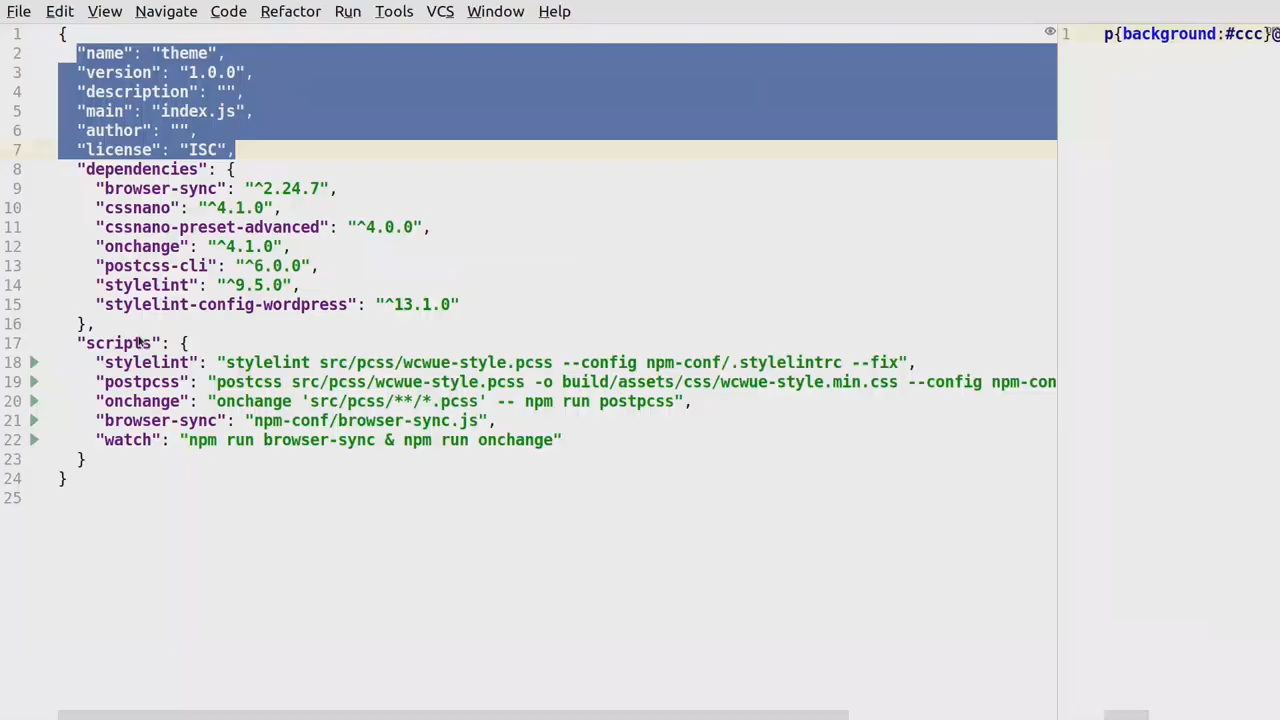 File Edit View Navigate Code Refactor Run Tools VCS Window Help
1 {
2 "name": "theme",
3 "version": "1.0.0",
4 "description": "",
5 "main": "index.js",
6 "author": "",
7 "license": "ISC",
8 "dependencies": {
9 "browser-sync": "^2.24.7",
10 "cssnano": "^4.1.0",
11 "cssnano-preset-advanced": "^4.0.0",
12 "onchange": "^4.1.0",
13 "postcss-cli": "^6.0.0",
14 "stylelint": "^9.5.0",
15 "stylelint-config-wordpress": "^13.1.0"
16 },
17 "scripts": {
18 "stylelint": "stylelint src/pcss/wcwue-style.pcss --config npm-conf/.stylelintrc --fix",
19 "postpcss": "postcss src/pcss/wcwue-style.pcss -o build/assets/css/wcwue-style.min.css --config npm-con
20 "onchange": "onchange 'src/pcss/**/*.pcss' -- npm run postpcss",
21 "browser-sync": "npm-conf/browser-sync.js",
22 "watch": "npm run browser-sync & npm run onchange"
23 }
24 }
25
1 p{background:#ccc}@